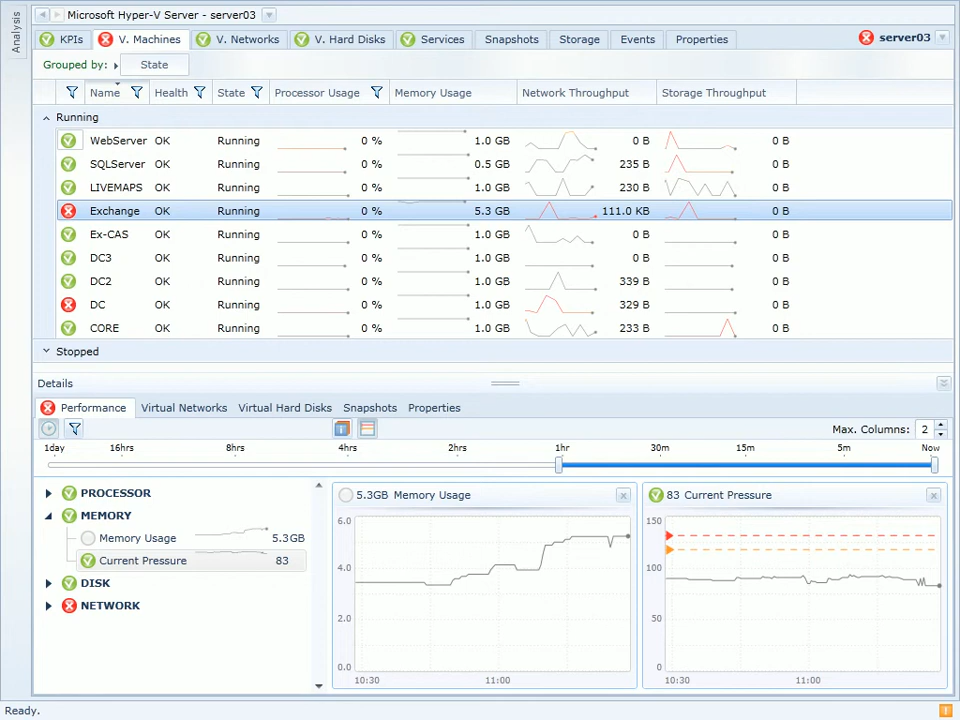 Analysis
Microsoft Hyper-V Server - server03
KPIs V. Machines V. Networks V. Hard Disks Services Snapshots Storage Events Properties server03
Grouped by: State
Name Health State Processor Usage Memory Usage Network Throughput Storage Throughput
Running
WebServer OK Running 0 % 1.0 GB 0 B 0 B
SQLServer OK Running 0 % 0.5 GB 235 B 0 B
LIVEMAPS OK Running 0 % 1.0 GB 230 B 0 B
Exchange OK Running 0 % 5.3 GB 111.0 KB 0 B
Ex-CAS OK Running 0 % 1.0 GB 0 B 0 B
DC3 OK Running 0 % 1.0 GB 0 B 0 B
DC2 OK Running 0 % 1.0 GB 339 B 0 B
DC OK Running 0 % 1.0 GB 329 B 0 B
CORE OK Running 0 % 1.0 GB 233 B 0 B
Stopped
Details
Performance Virtual Networks Virtual Hard Disks Snapshots Properties
Max. Columns: 2
1day 16hrs 8hrs 4hrs 2hrs 1hr 30m 15m 5m Now
PROCESSOR
MEMORY
Memory Usage 5.3GB
Current Pressure 83
DISK
NETWORK
5.3GB Memory Usage
6.0
4.0
2.0
0.0
10:30 11:00
83 Current Pressure
150
100
50
0
10:30 11:00
Ready.